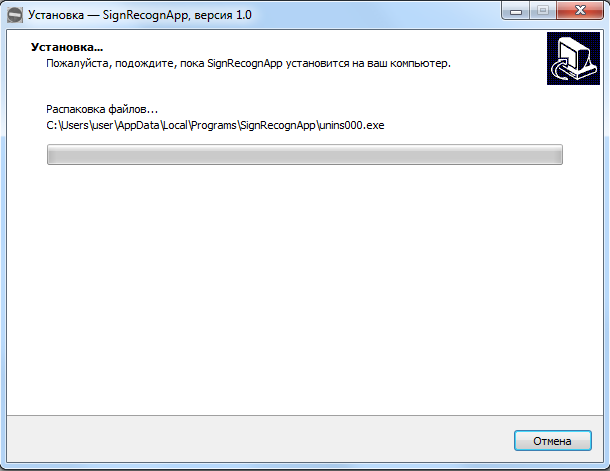 Установка — SignRecognApp, версия 1.0
Установка...
Пожалуйста, подождите, пока SignRecognApp установится на ваш компьютер.
Распаковка файлов...
C:\Users\user\AppData\Local\Programs\SignRecognApp\unins000.exe
Отмена